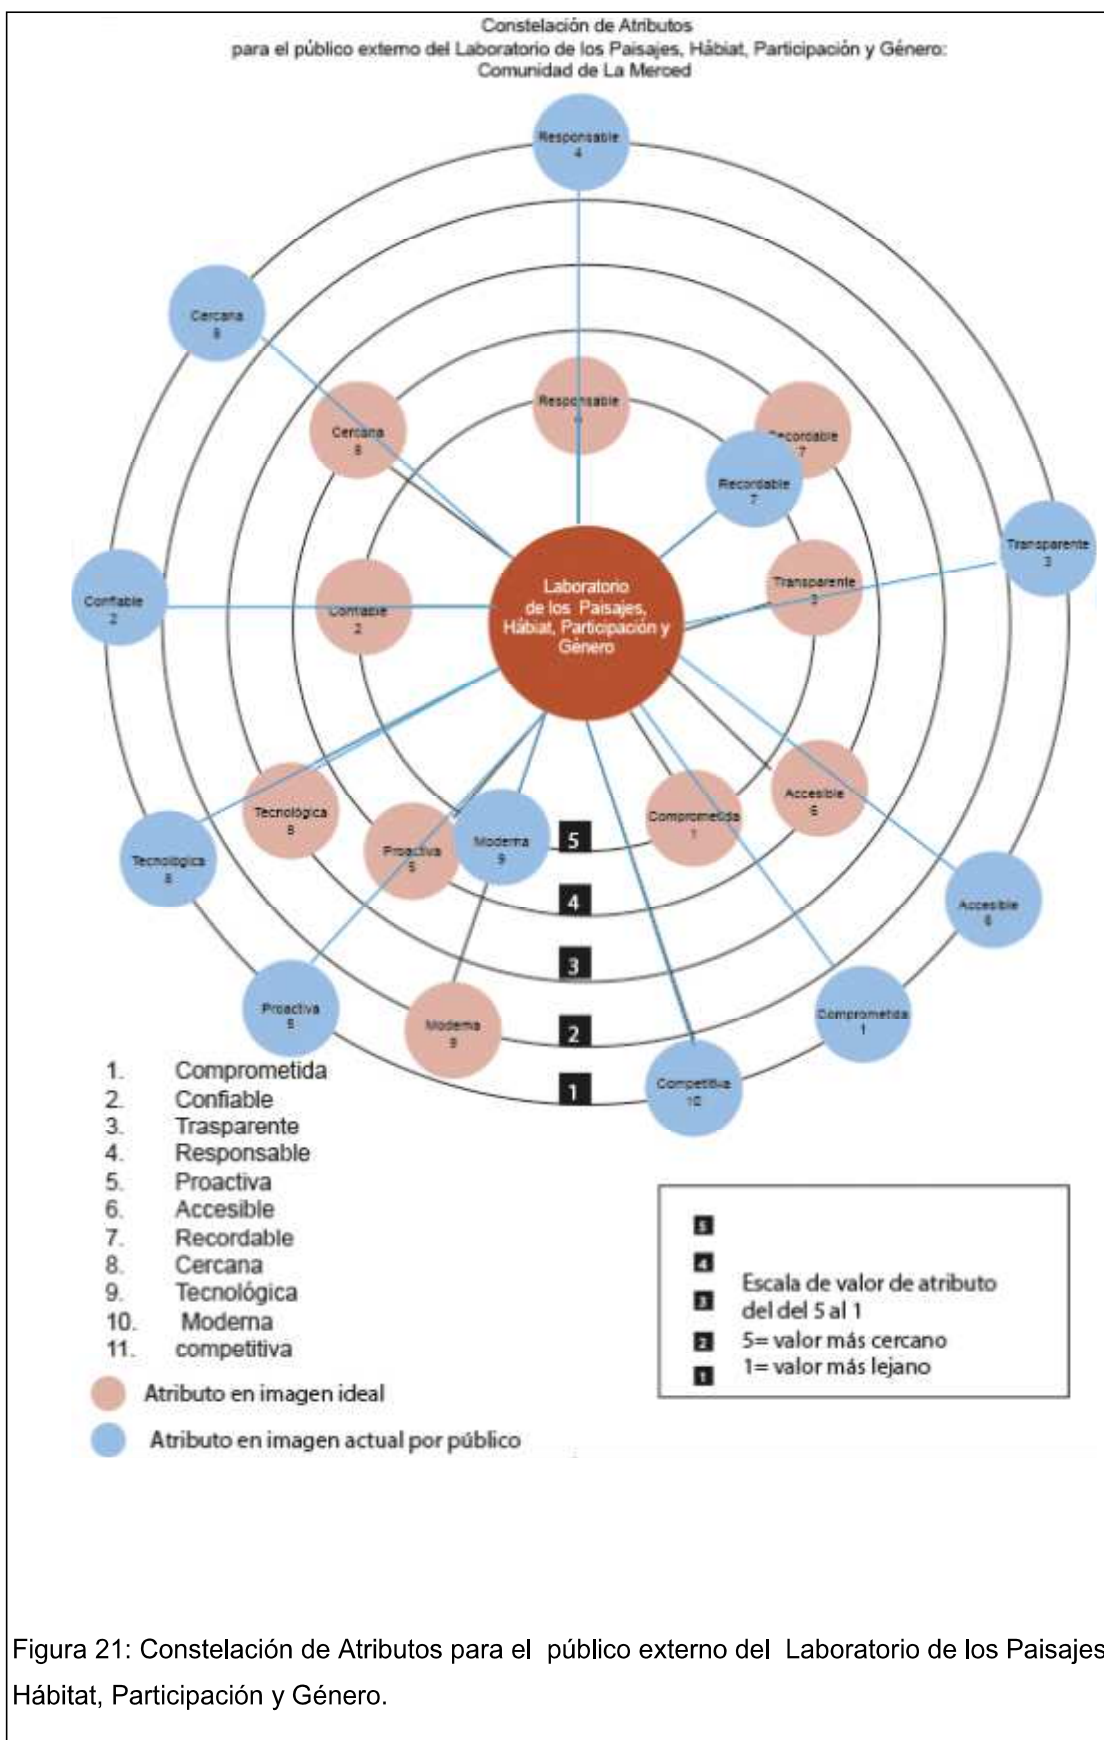 Constelación de Atributos
para el público externo del Laboratorio de los Paisajes, Hábiat, Participación y Género:
Comunidad de La Merced
Responsable
4
Cercana
8
Cercana
8
Responsable
Recordable
7
Recordable
7
Transparente
3
Transparente
3
Confiable
2
Confiable
2
Laboratorio
de los Paisajes,
Hábiat, Participación y
Género
Tecnológica
8
Tecnológica
9
Proactiva
5
Moderna
9
Comprometida
1
Accesible
6
Accesible
6
Proactiva
5
Moderna
9
Comprometida
1
Competitiva
10
5
4
3
2
1
1. Comprometida
2. Confiable
3. Trasparente
4. Responsable
5. Proactiva
6. Accesible
7. Recordable
8. Cercana
9. Tecnológica
10. Moderna
11. competitiva
Atributo en imagen ideal
Atributo en imagen actual por público
5
4
3
2
1
Escala de valor de atributo
del del 5 al 1
5= valor más cercano
1= valor más lejano
Figura 21: Constelación de Atributos para el público externo del Laboratorio de los Paisajes
Hábitat, Participación y Género.